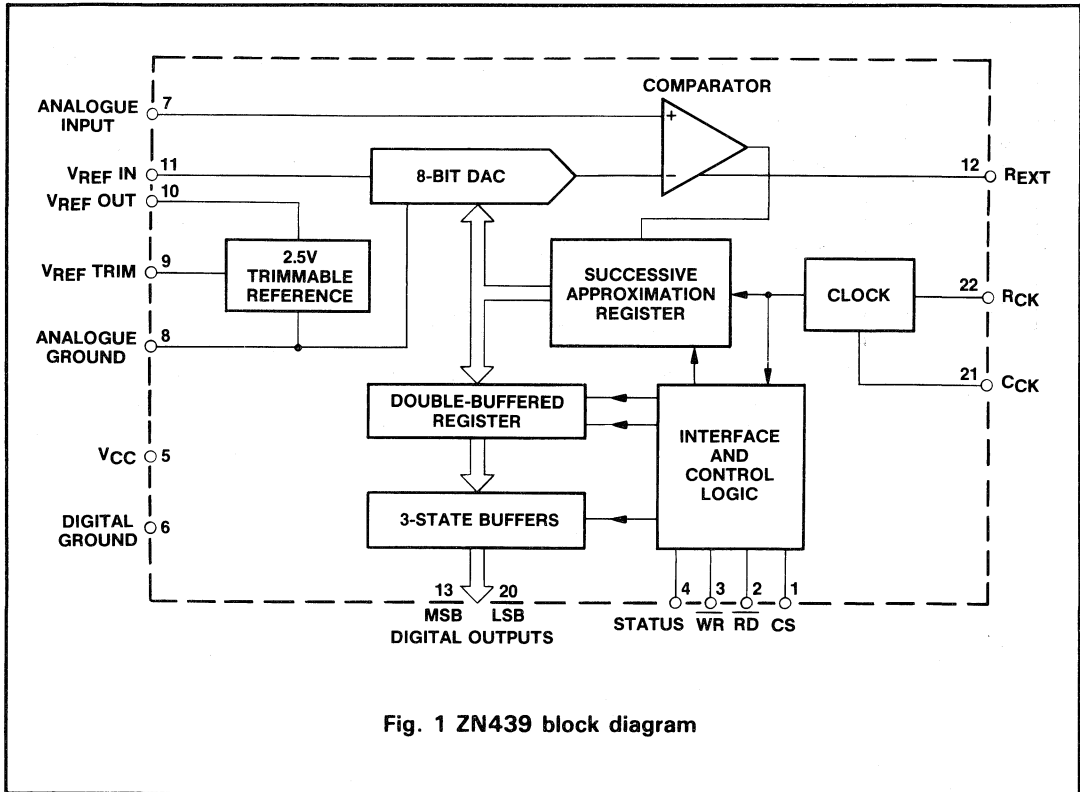 COMPARATOR
ANALOGUE
INPUT
7
VREF IN
11
8-BIT DAC
+
−
12
REXT
VREF OUT
10
VREF TRIM
9
2.5V
TRIMMABLE
REFERENCE
SUCCESSIVE
APPROXIMATION
REGISTER
CLOCK
22
RCK
ANALOGUE
GROUND
8
21
CCK
DOUBLE-BUFFERED
REGISTER
INTERFACE
AND
CONTROL
LOGIC
VCC
5
3-STATE BUFFERS
DIGITAL
GROUND
6
13 20
MSB LSB
DIGITAL OUTPUTS
4 3 2 1
STATUS WR RD CS
Fig. 1 ZN439 block diagram